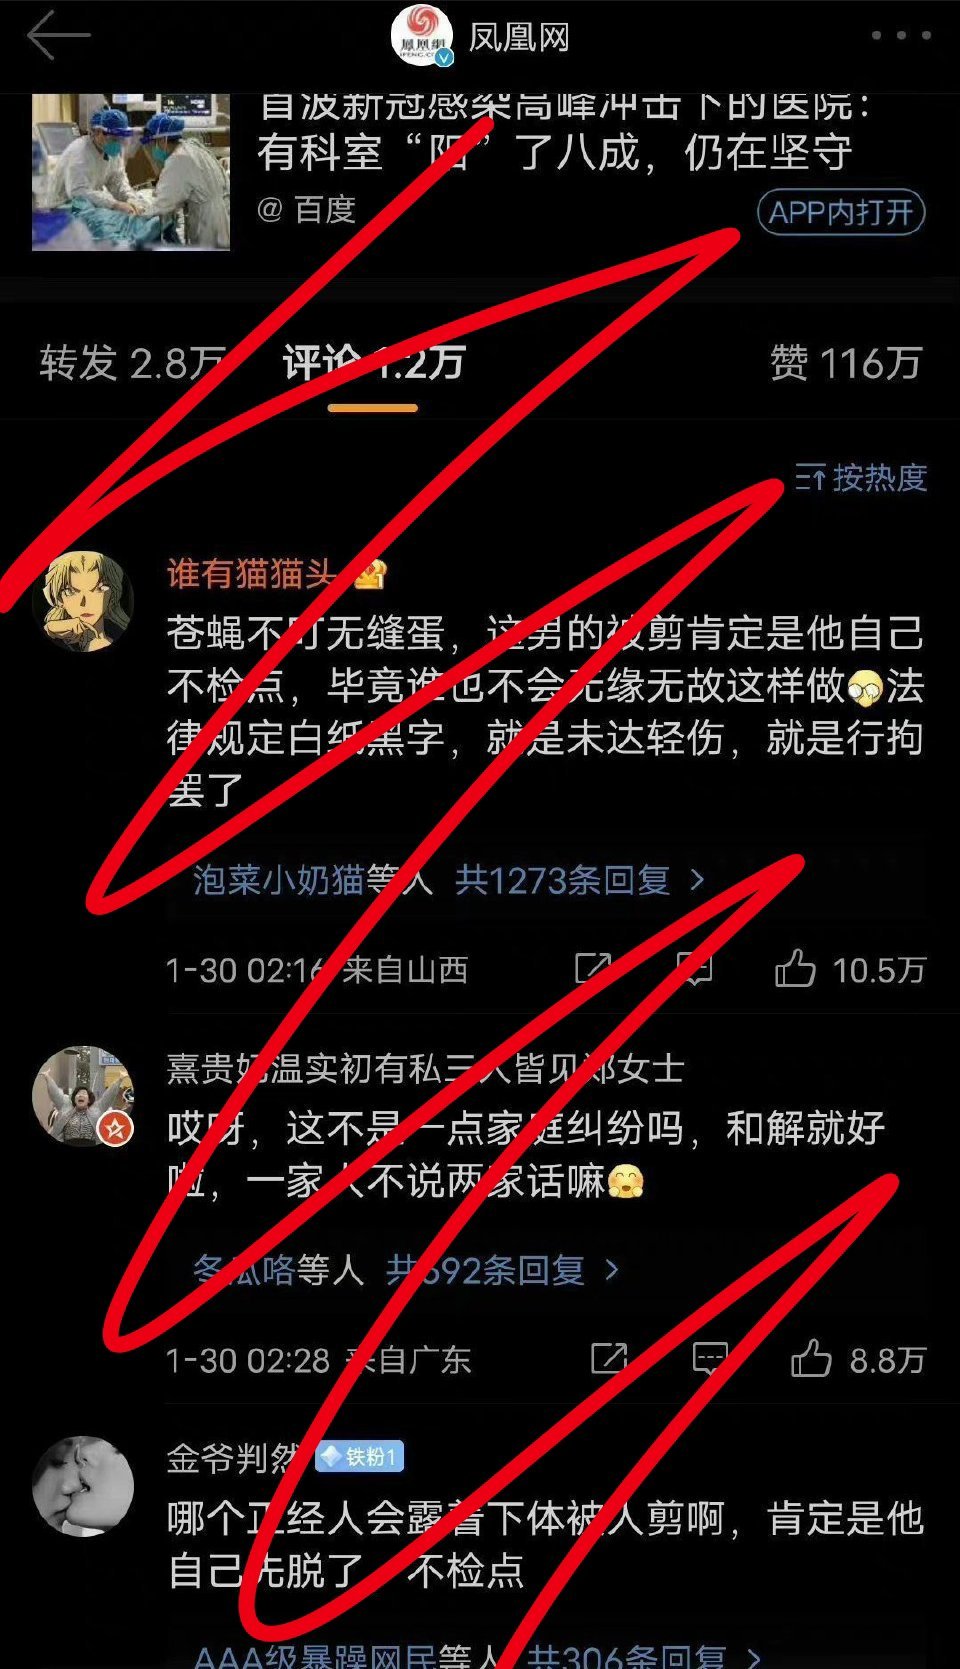 凤凰网
鳳凰網
首波新冠感染高峰冲击下的医院：
有科室“阳”了八成，仍在坚守
@ 百度
APP内打开
转发 2.8万 评论 1.2万 赞 116万
按热度
谁有猫猫头
苍蝇不叮无缝蛋，这男的被剪肯定是他自己
不检点，毕竟谁也不会无缘无故这样做法
律规定白纸黑字，就是未达轻伤，就是行拘
罢了
泡菜小奶猫等人 共1273条回复 >
1-30 02:16 来自山西 10.5万
熹贵妃温实初有私三人皆见郑女士
哎呀，这不是一点家庭纠纷吗，和解就好
啦，一家人不说两家话嘛
冬瓜咯等人 共692条回复 >
1-30 02:28 来自广东 8.8万
金爷判然 铁粉1
哪个正经人会露着下体被人剪啊，肯定是他
自己先脱了 不检点
AAA级暴躁网民等人 共306条回复 >